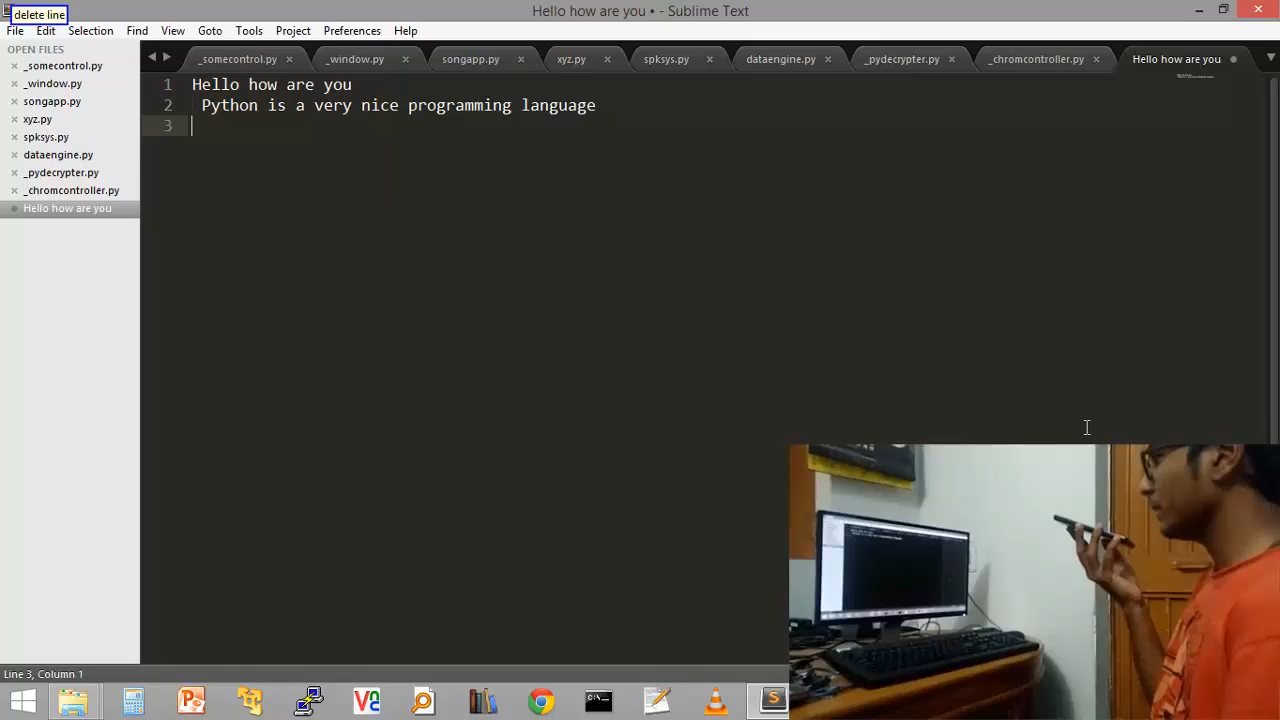 delete line
Hello how are you • - Sublime Text
File Edit Selection Find View Goto Tools Project Preferences Help
OPEN FILES
_somecontrol.py
_window.py
songapp.py
xyz.py
spksys.py
dataengine.py
_pydecrypter.py
_chromcontroller.py
Hello how are you
_somecontrol.py _window.py songapp.py xyz.py spksys.py dataengine.py _pydecrypter.py _chromcontroller.py Hello how are you
1 Hello how are you
2 Python is a very nice programming language
3
Line 3, Column 1